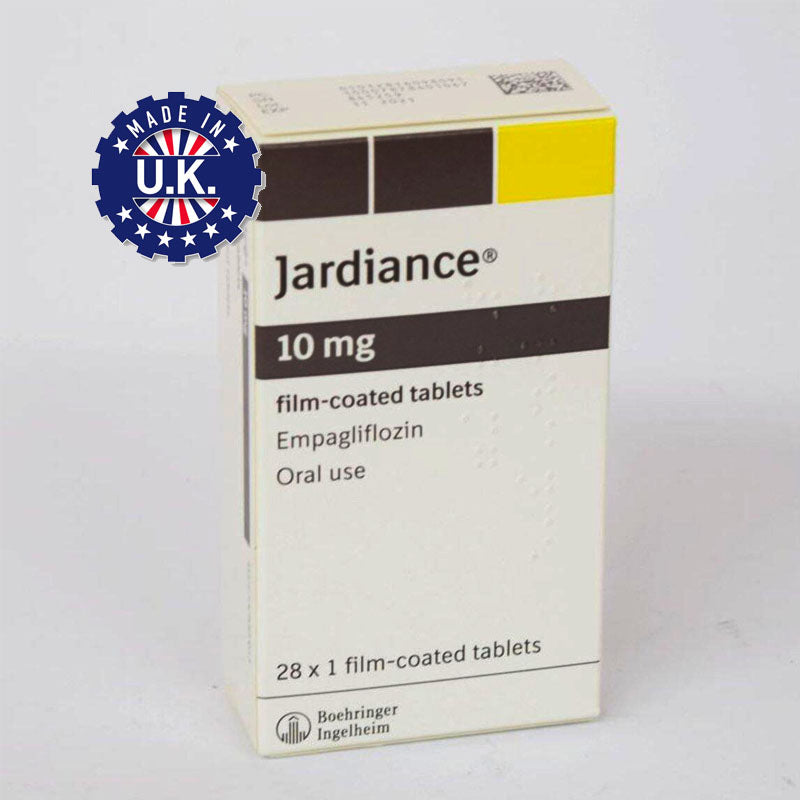 MADE IN
U.K.
Jardiance®
10 mg
film-coated tablets
Empagliflozin
Oral use
28 x 1 film-coated tablets
Boehringer
Ingelheim